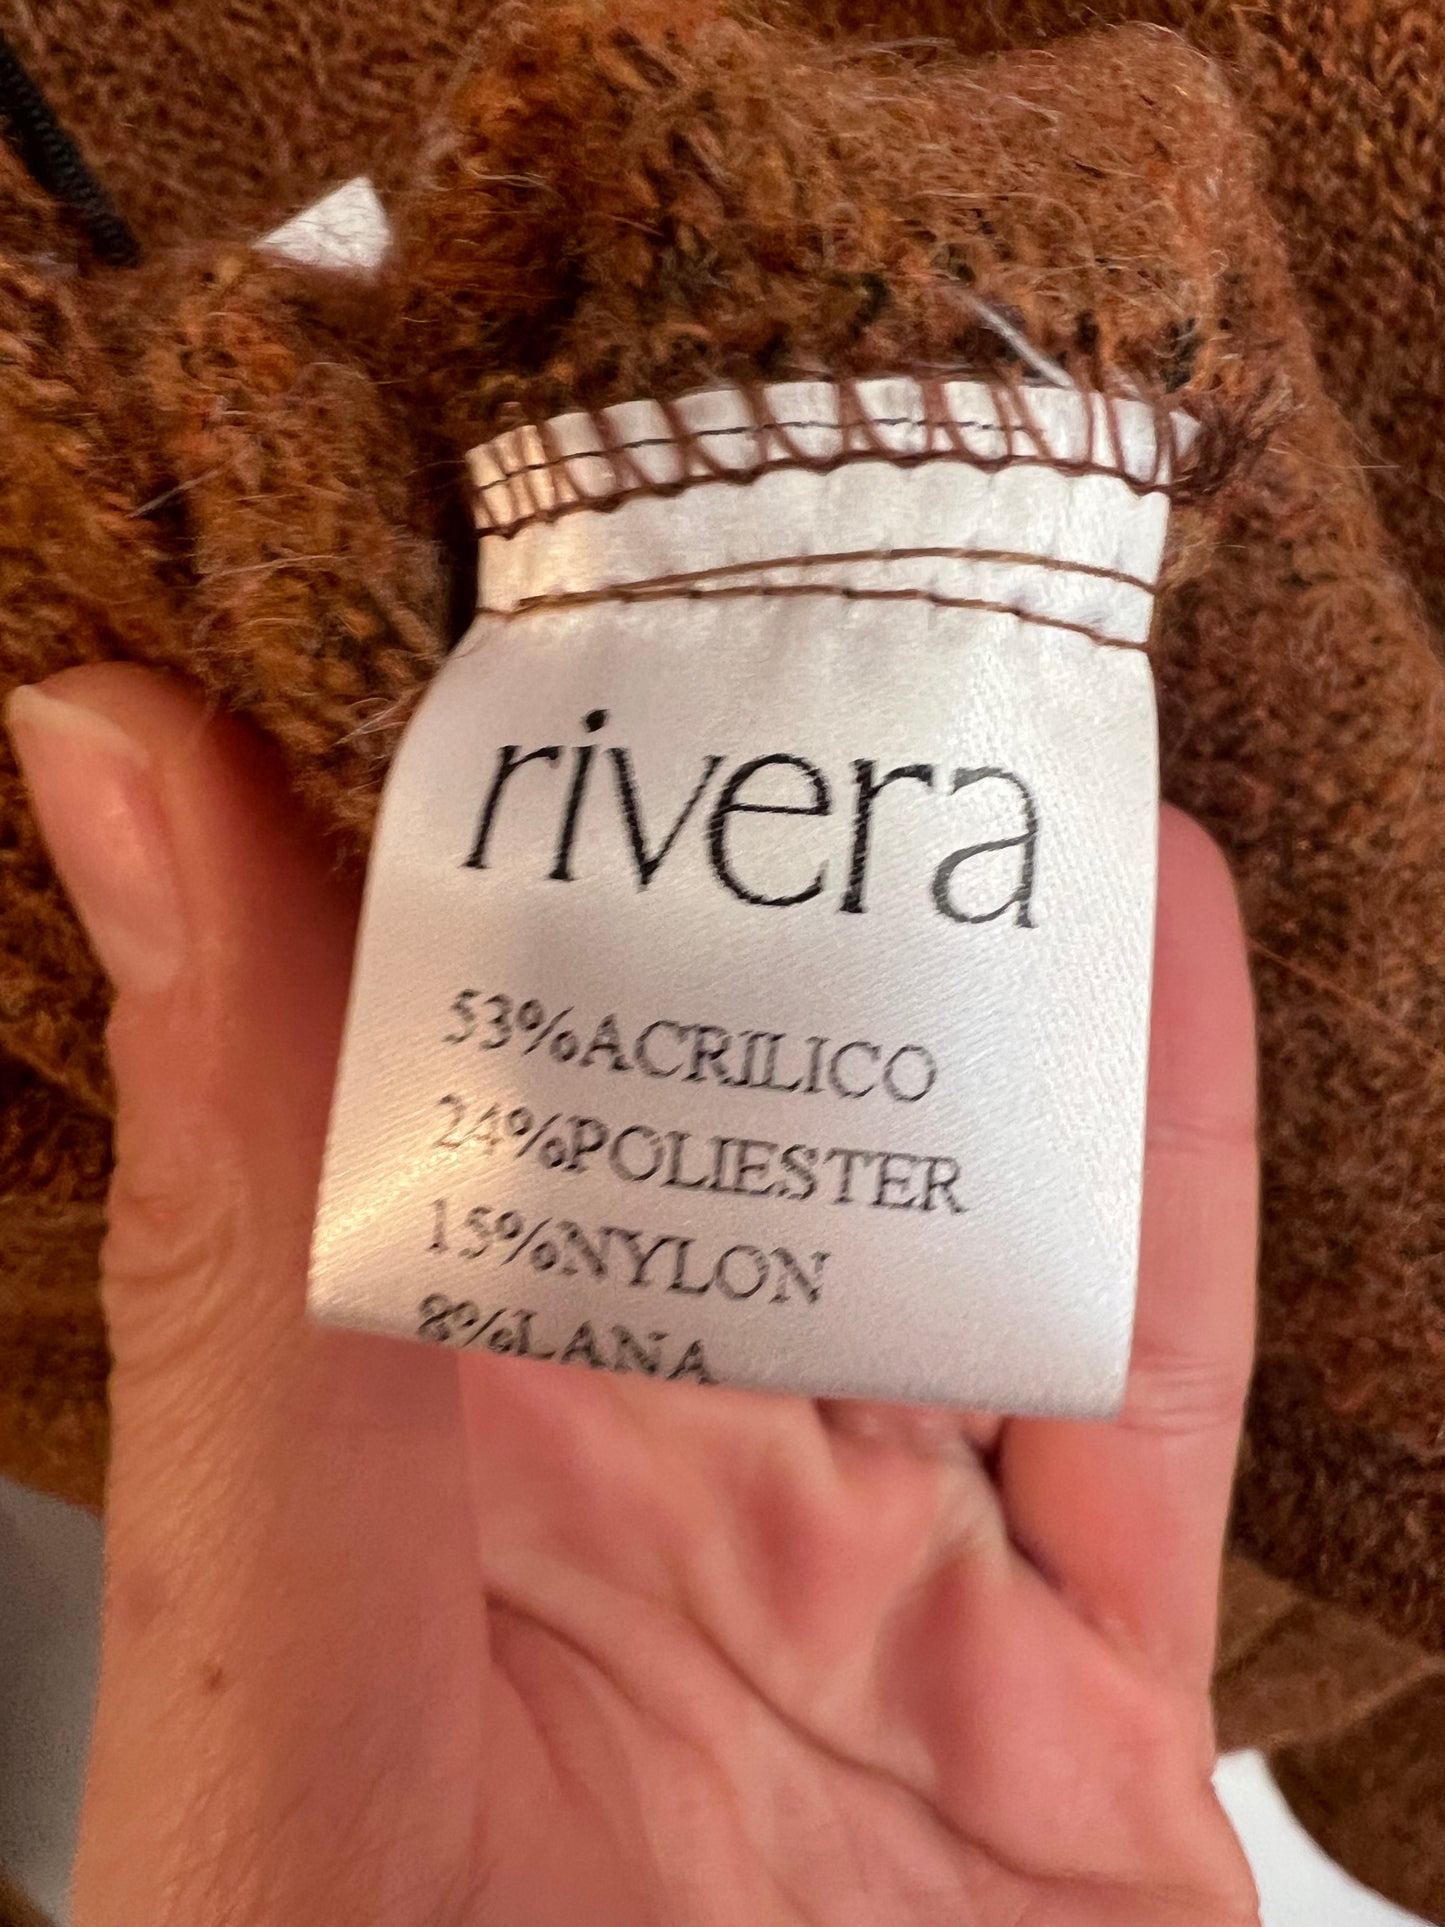 rivera
53%ACRILICO
24%POLIESTER
15%NYLON
8%LANA